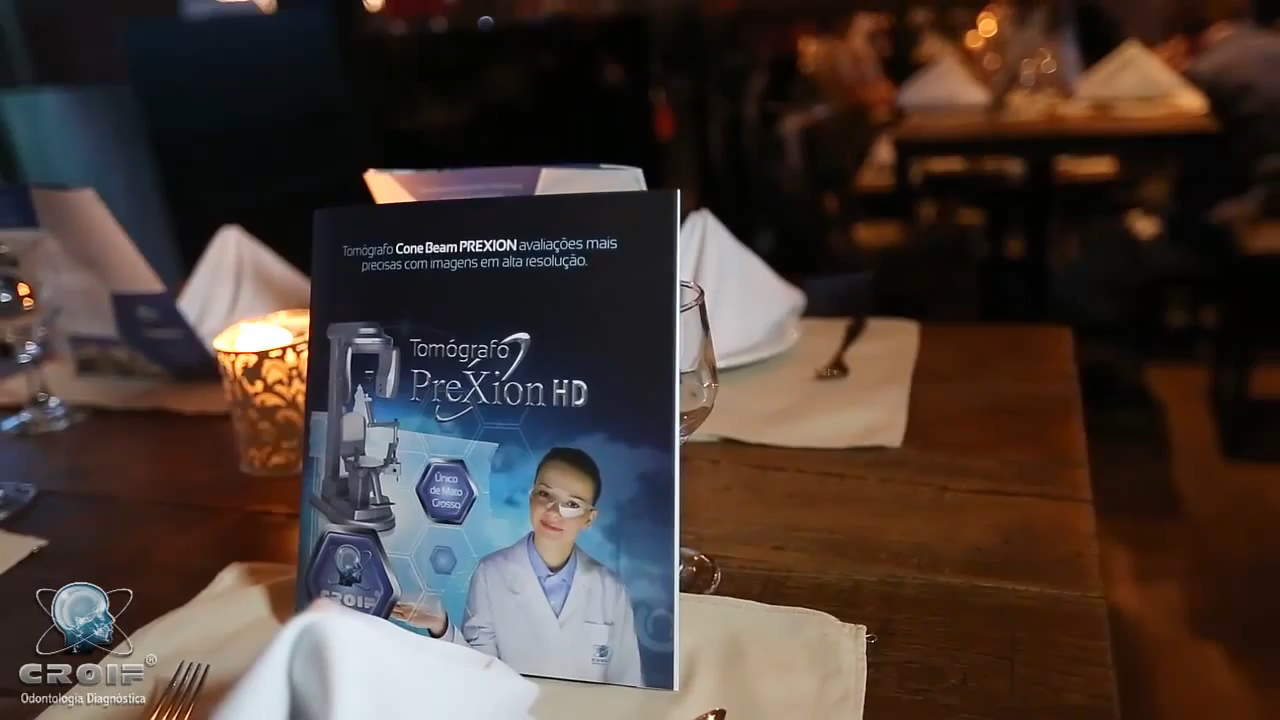 Tomógrafo Cone Beam PREXION avaliações mais
precisas com imagens em alta resolução.
Tomógrafo
PreXion HD
Único
de Mato
Grosso
CROIF
CROIF®
Odontologia Diagnóstica